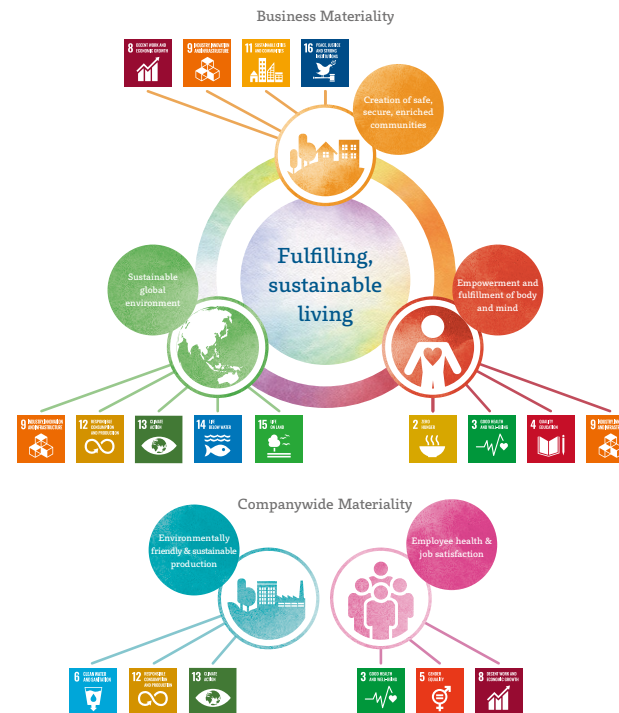 Business Materiality
8 DECENT WORK AND
ECONOMIC GROWTH
9 INDUSTRY, INNOVATION
AND INFRASTRUCTURE
11 SUSTAINABLE CITIES
AND COMMUNITIES
16 PEACE, JUSTICE
AND STRONG
INSTITUTIONS
Creation of safe,
secure, enriched
communities
Fulfilling,
sustainable
living
Sustainable
global
environment
Empowerment and
fulfillment of body
and mind
9 INDUSTRY, INNOVATION
AND INFRASTRUCTURE
12 RESPONSIBLE
CONSUMPTION
AND PRODUCTION
13 CLIMATE
ACTION
14 LIFE
BELOW WATER
15 LIFE
ON LAND
2 ZERO
HUNGER
3 GOOD HEALTH
AND WELL-BEING
4 QUALITY
EDUCATION
9
Companywide Materiality
Environmentally
friendly & sustainable
production
Employee health &
job satisfaction
6 CLEAN WATER
AND SANITATION
12 RESPONSIBLE
CONSUMPTION
AND PRODUCTION
13 CLIMATE
ACTION
3 GOOD HEALTH
AND WELL-BEING
5 GENDER
EQUALITY
8 DECENT WORK AND
ECONOMIC GROWTH